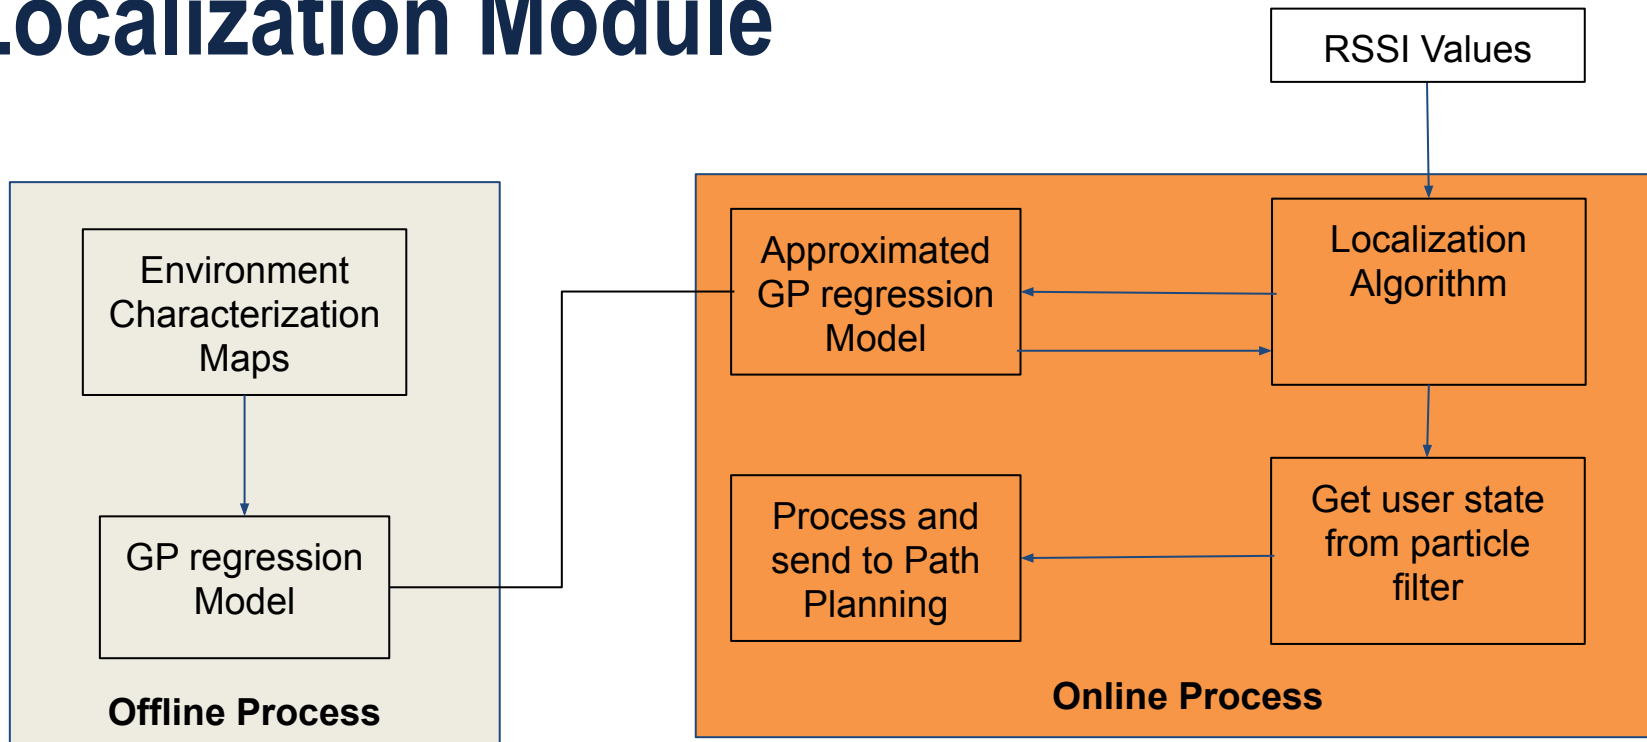 Localization Module
RSSI Values
Environment
Characterization
Maps
GP regression
Model
Offline Process
Approximated
GP regression
Model
Localization
Algorithm
Process and
send to Path
Planning
Get user state
from particle
filter
Online Process